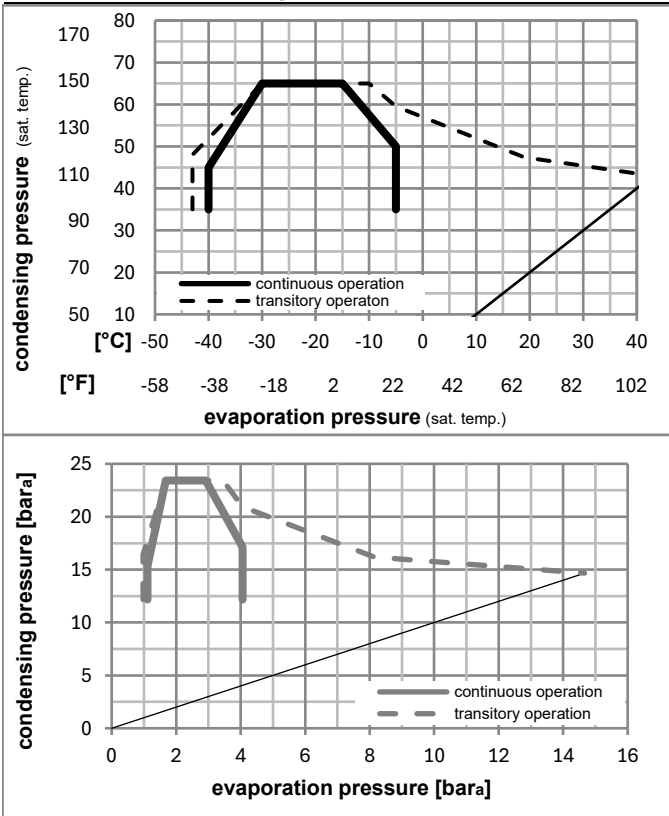 condensing pressure (sat. temp.)
170 80
70
150 60
130 50
110 40
90 30
70 20
50 10
continuous operation
transitory operaton
[°C] -50 -40 -30 -20 -10 0 10 20 30 40
[°F] -58 -38 -18 2 22 42 62 82 102
evaporation pressure (sat. temp.)
condensing pressure [bara]
25
20
15
10
5
0
continuous operation
transitory operation
0 2 4 6 8 10 12 14 16
evaporation pressure [bara]